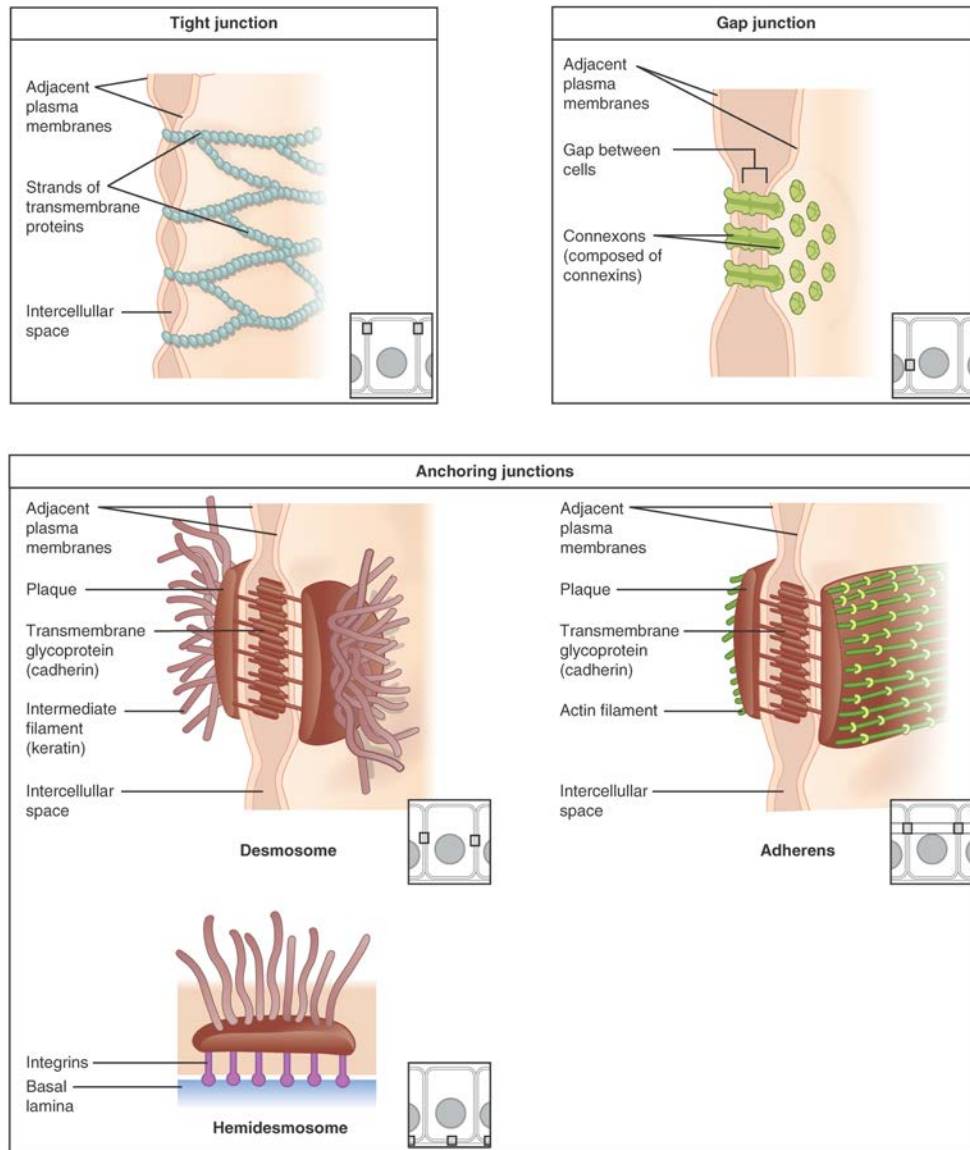 Tight junction
Adjacent
plasma
membranes
Strands of
transmembrane
proteins
Intercellular
space
Gap junction
Adjacent
plasma
membranes
Gap between
cells
Connexons
(composed of
connexins)
Anchoring junctions
Adjacent
plasma
membranes
Plaque
Transmembrane
glycoprotein
(cadherin)
Intermediate
filament
(keratin)
Intercellullar
space
Desmosome
Adjacent
plasma
membranes
Plaque
Transmembrane
glycoprotein
(cadherin)
Actin filament
Intercellullar
space
Adherens
Integrins
Basal
lamina
Hemidesmosome